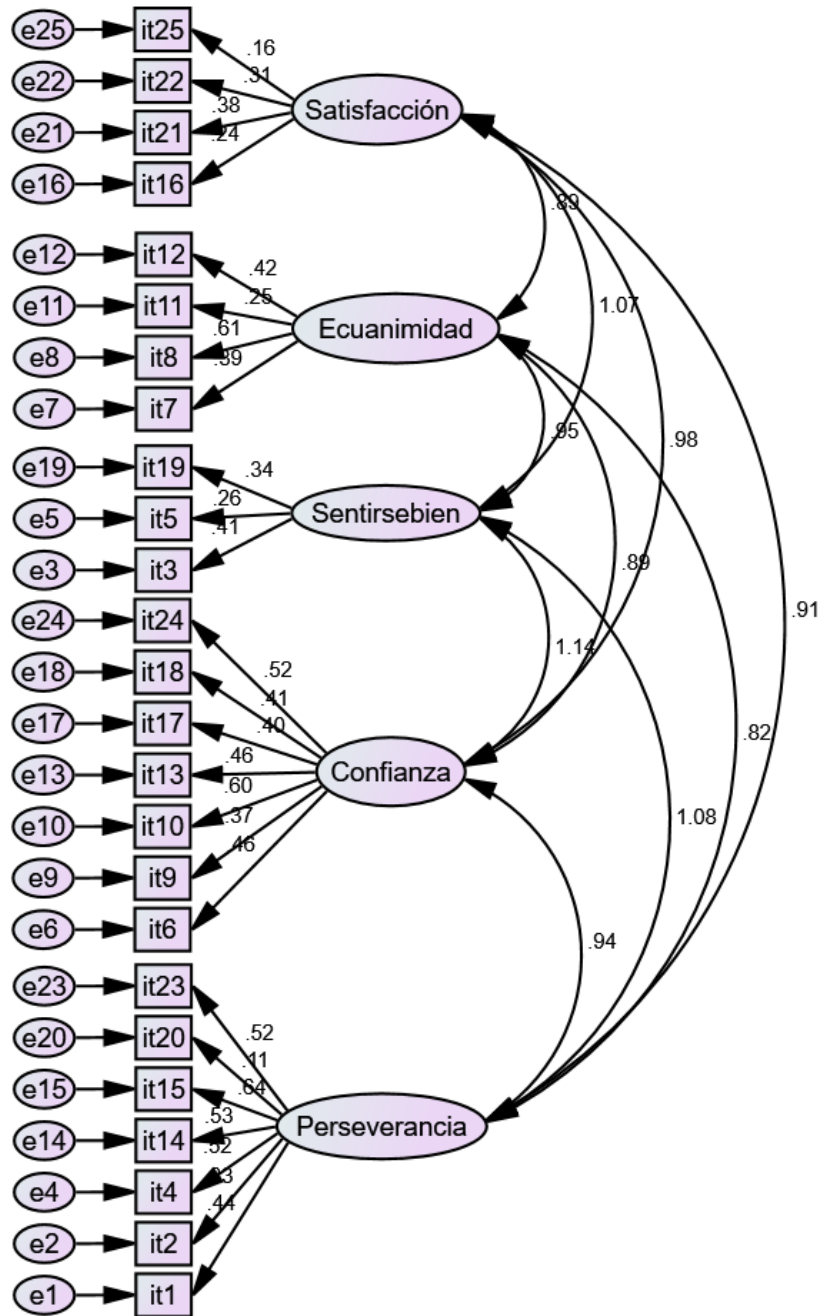 e25 it25
.16
e22 it22
.31
Satisfacción
.38
e21 it21
.24
e16 it16
.89
e12 it12
.42
e11 it11
.25
1.07
Ecuanimidad
.61
e8 it8
.39
e7 it7
.95
.98
e19 it19
.34
.26
Sentirsebien
e5 it5
.41
e3 it3
.89
.91
e24 it24
1.14
e18 it18
.52
.41
e17 it17
.40
.82
.46
e13 it13
Confianza
.60
1.08
e10 it10
.37
.46
e9 it9
e6 it6
.94
e23 it23
e20 it20
.52
.11
e15 it15
.64
.53
Perseverancia
e14 it14
.52
e4 it4
.44
e2 it2
e1 it1